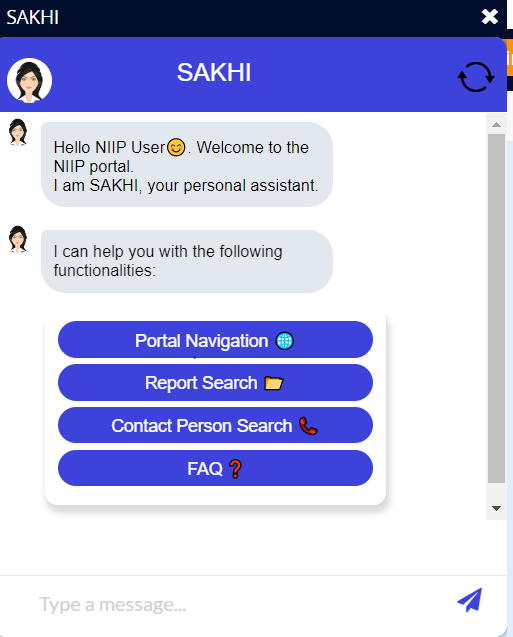 SAKHI
SAKHI
Hello NIIP User😊. Welcome to the
NIIP portal.
I am SAKHI, your personal assistant.
I can help you with the following
functionalities:
Portal Navigation 🌐
Report Search 📂
Contact Person Search 📞
FAQ ❓
Type a message...